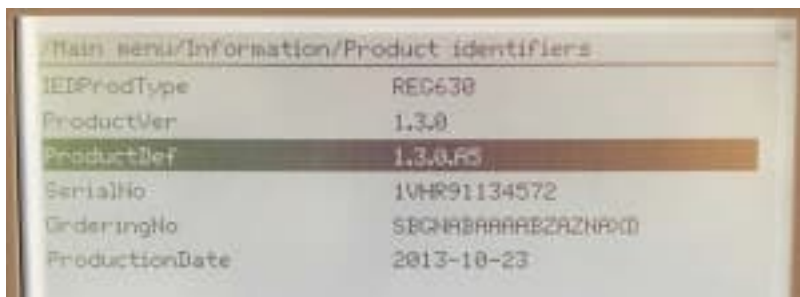 /Main menu/Information/Product identifiers
IEDProdType REG630
ProductVer 1.3.0
ProductDef 1.3.0.A5
SerialNo 1VHR91134572
OrderingNo
ProductionDate 2013-10-23